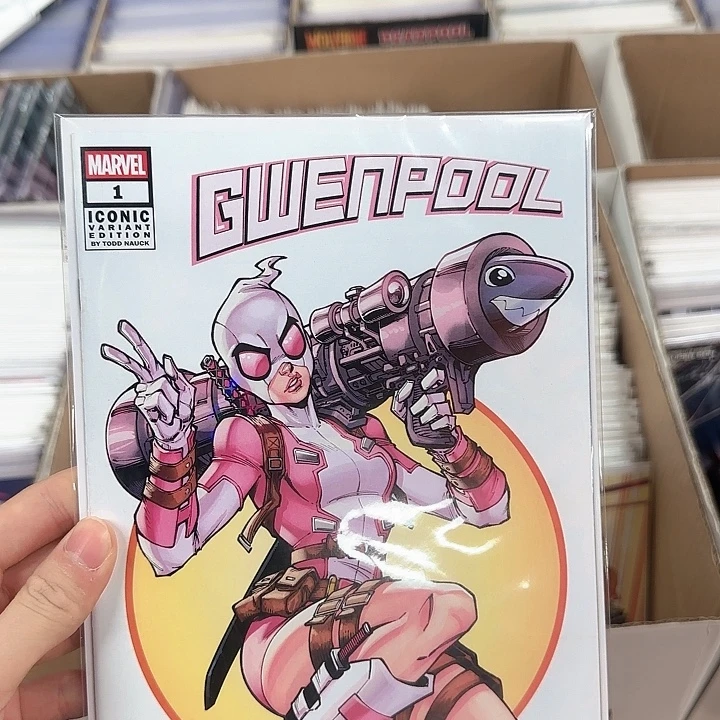 MARVEL
1
ICONIC
VARIANT
EDITION
BY TODD NAUCK
GWENPOOL